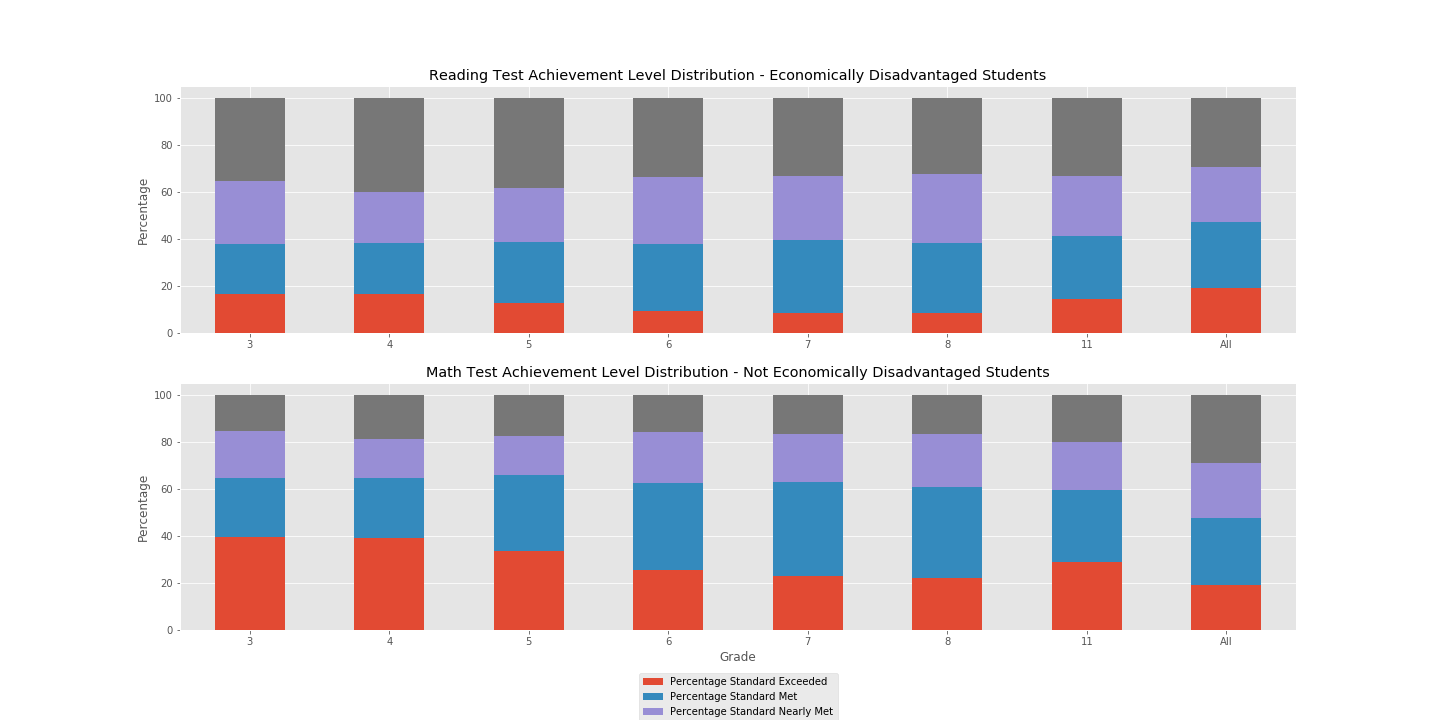 Reading Test Achievement Level Distribution - Economically Disadvantaged Students
100
80
60
40
20
0
Percentage
3 4 5 6 7 8 11 All
Math Test Achievement Level Distribution - Not Economically Disadvantaged Students
100
80
60
40
20
0
Percentage
3 4 5 6 7 8 11 All
Grade
Percentage Standard Exceeded
Percentage Standard Met
Percentage Standard Nearly Met